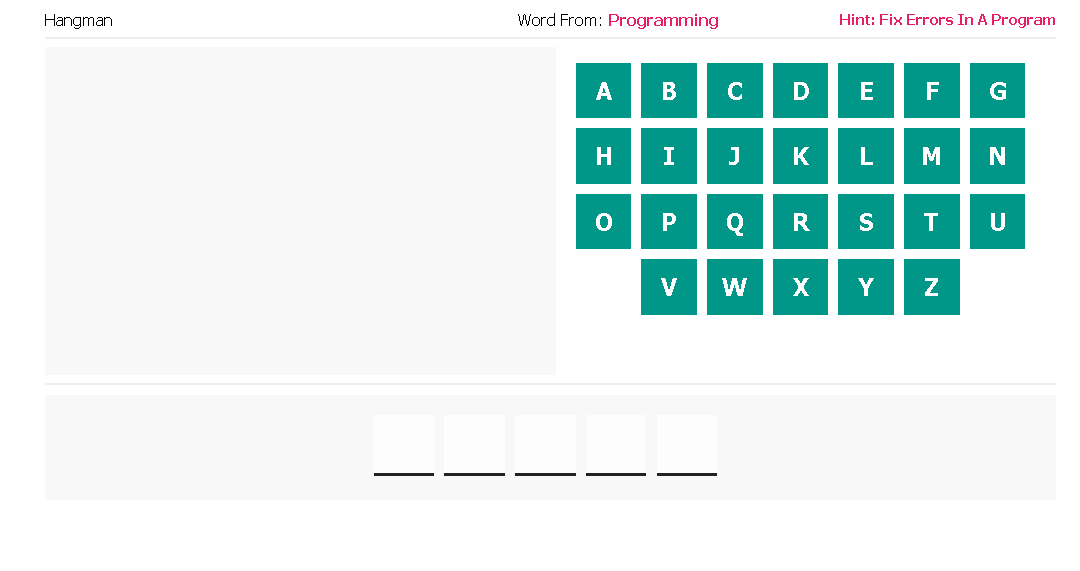 Hangman Word From: Programming Hint: Fix Errors In A Program
A B C D E F G
H I J K L M N
O P Q R S T U
V W X Y Z